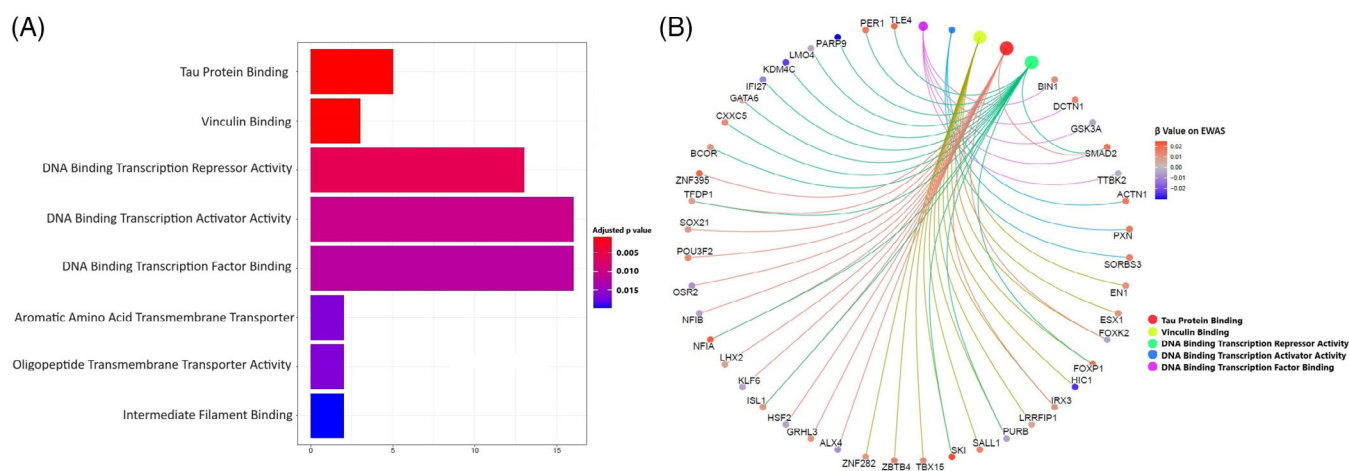 (A)
Tau Protein Binding
Vinculin Binding
DNA Binding Transcription Repressor Activity
DNA Binding Transcription Activator Activity
DNA Binding Transcription Factor Binding
Aromatic Amino Acid Transmembrane Transporter
Oligopeptide Transmembrane Transporter Activity
Intermediate Filament Binding
0 5 10 15
Adjusted p value
0.005
0.010
0.015
(B)
PER1
TLE4
PARP9
LMO4
KDM4C
IFI27
GATA6
CXXC5
BCOR
ZNF395
TFDP1
SOX21
POU3F2
OSR2
NFIB
NFIA
LHX2
KLF6
ISL1
HSF2
GRHL3
ALX4
ZNF282
ZBTB4
TBX15
SKI
SALL1
PURB
LRRFIP1
IRX3
HIC1
FOXP1
FOXK2
ESX1
EN1
SORBS3
PXN
ACTN1
TTBK2
SMAD2
GSK3A
DCTN1
BIN1
β Value on EWAS
0.02
0.01
0.00
−0.01
−0.02
Tau Protein Binding
Vinculin Binding
DNA Binding Transcription Repressor Activity
DNA Binding Transcription Activator Activity
DNA Binding Transcription Factor Binding